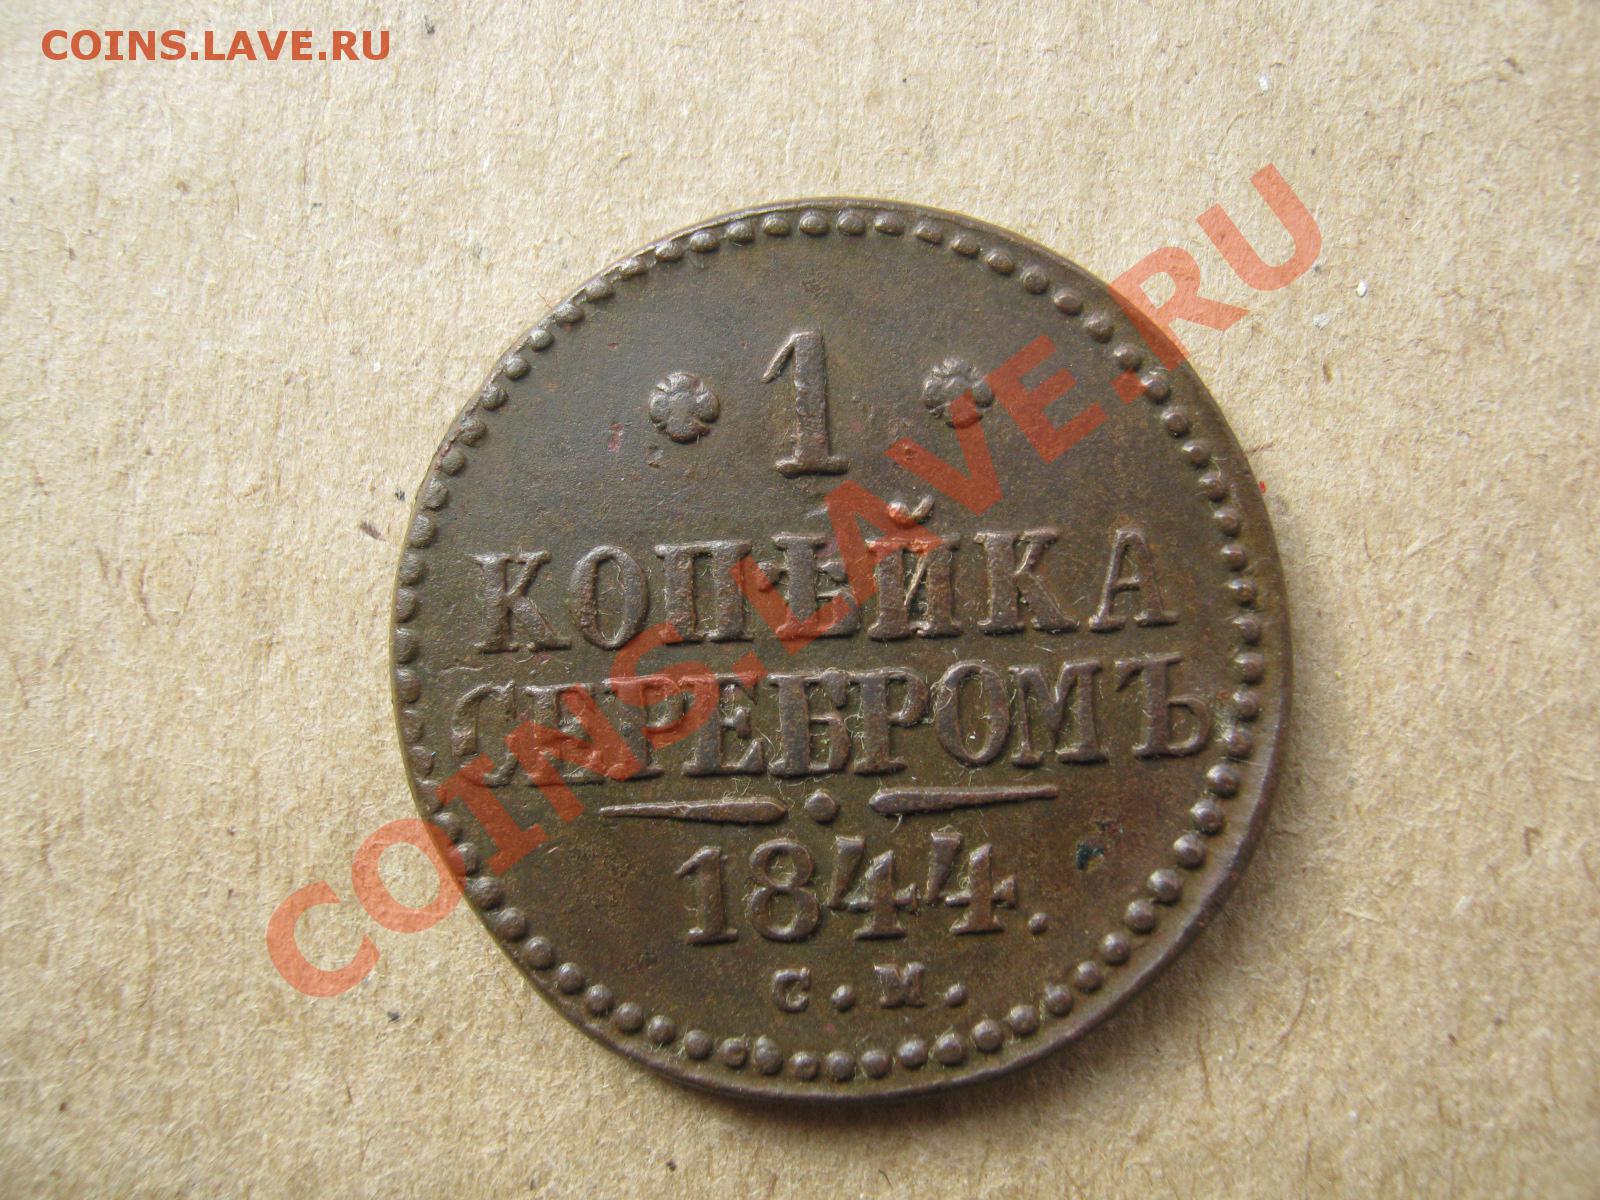 COINS.LAVE.RU
1
КОПѢЙКА
СЕРЕБРОМЪ
1844.
С.М.
COINS.LAVE.RU